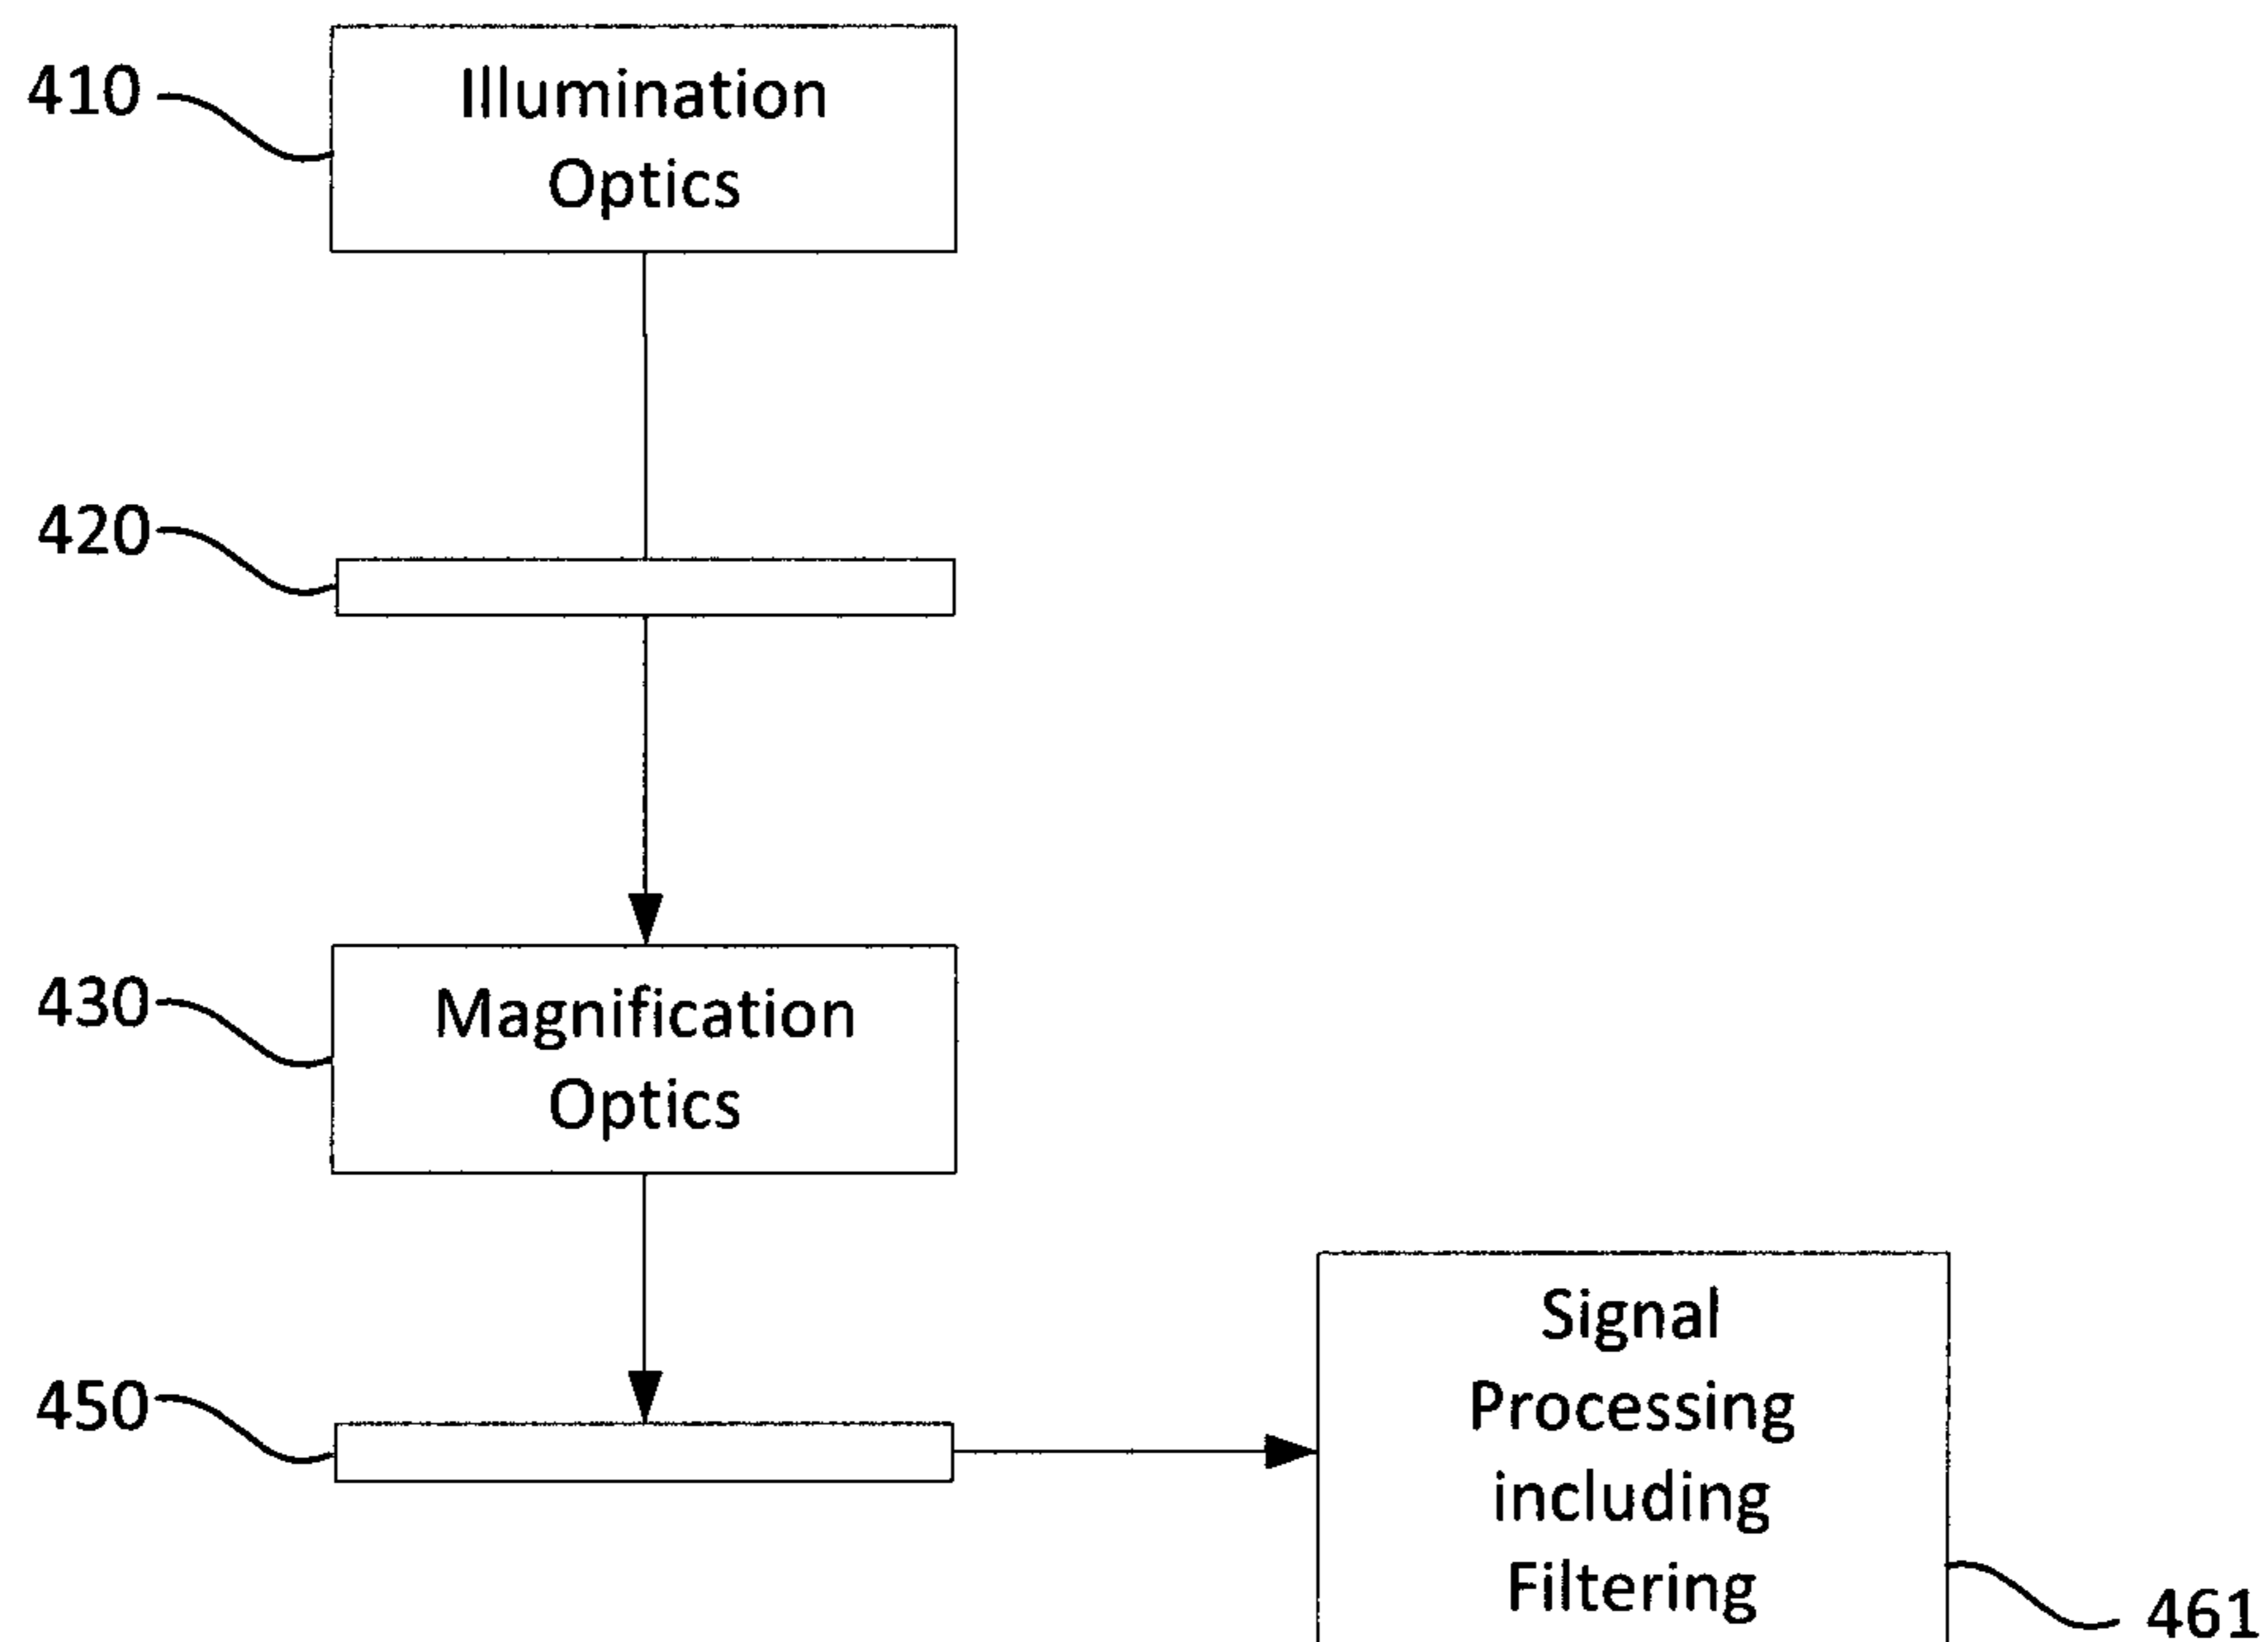 410
Illumination
Optics
420
430
Magnification
Optics
450
Signal
Processing
including
Filtering
461